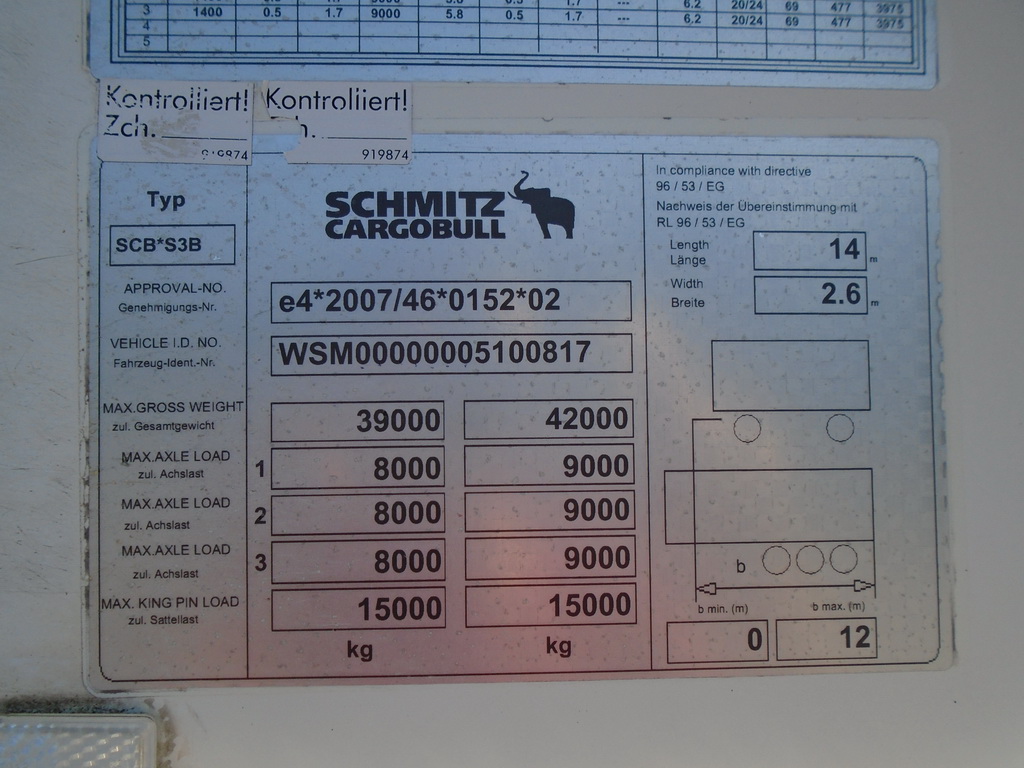 6.2 20/24 69 477 3975
3 1400 0.5 1.7 9000 5.8 0.5 1.7 --- 6.2 20/24 69 477 3975
4
5
Kontrolliert! Kontrolliert!
Zch. h.
919874 919874
Typ
SCB*S3B
SCHMITZ
CARGOBULL
In compliance with directive
96 / 53 / EG
Nachweis der Übereinstimmung mit
RL 96 / 53 / EG
Length
Länge
14 m
Width
Breite
2.6 m
APPROVAL-NO.
Genehmigungs-Nr.
e4*2007/46*0152*02
VEHICLE I.D. NO.
Fahrzeug-Ident.-Nr.
WSM00000005100817
MAX.GROSS WEIGHT
zul. Gesamtgewicht
39000 42000
MAX.AXLE LOAD
zul. Achslast
1 8000 9000
MAX.AXLE LOAD
zul. Achslast
2 8000 9000
MAX.AXLE LOAD
zul. Achslast
3 8000 9000
MAX. KING PIN LOAD
zul. Sattellast
15000 15000
kg kg
b
b min. (m) b max. (m)
0 12